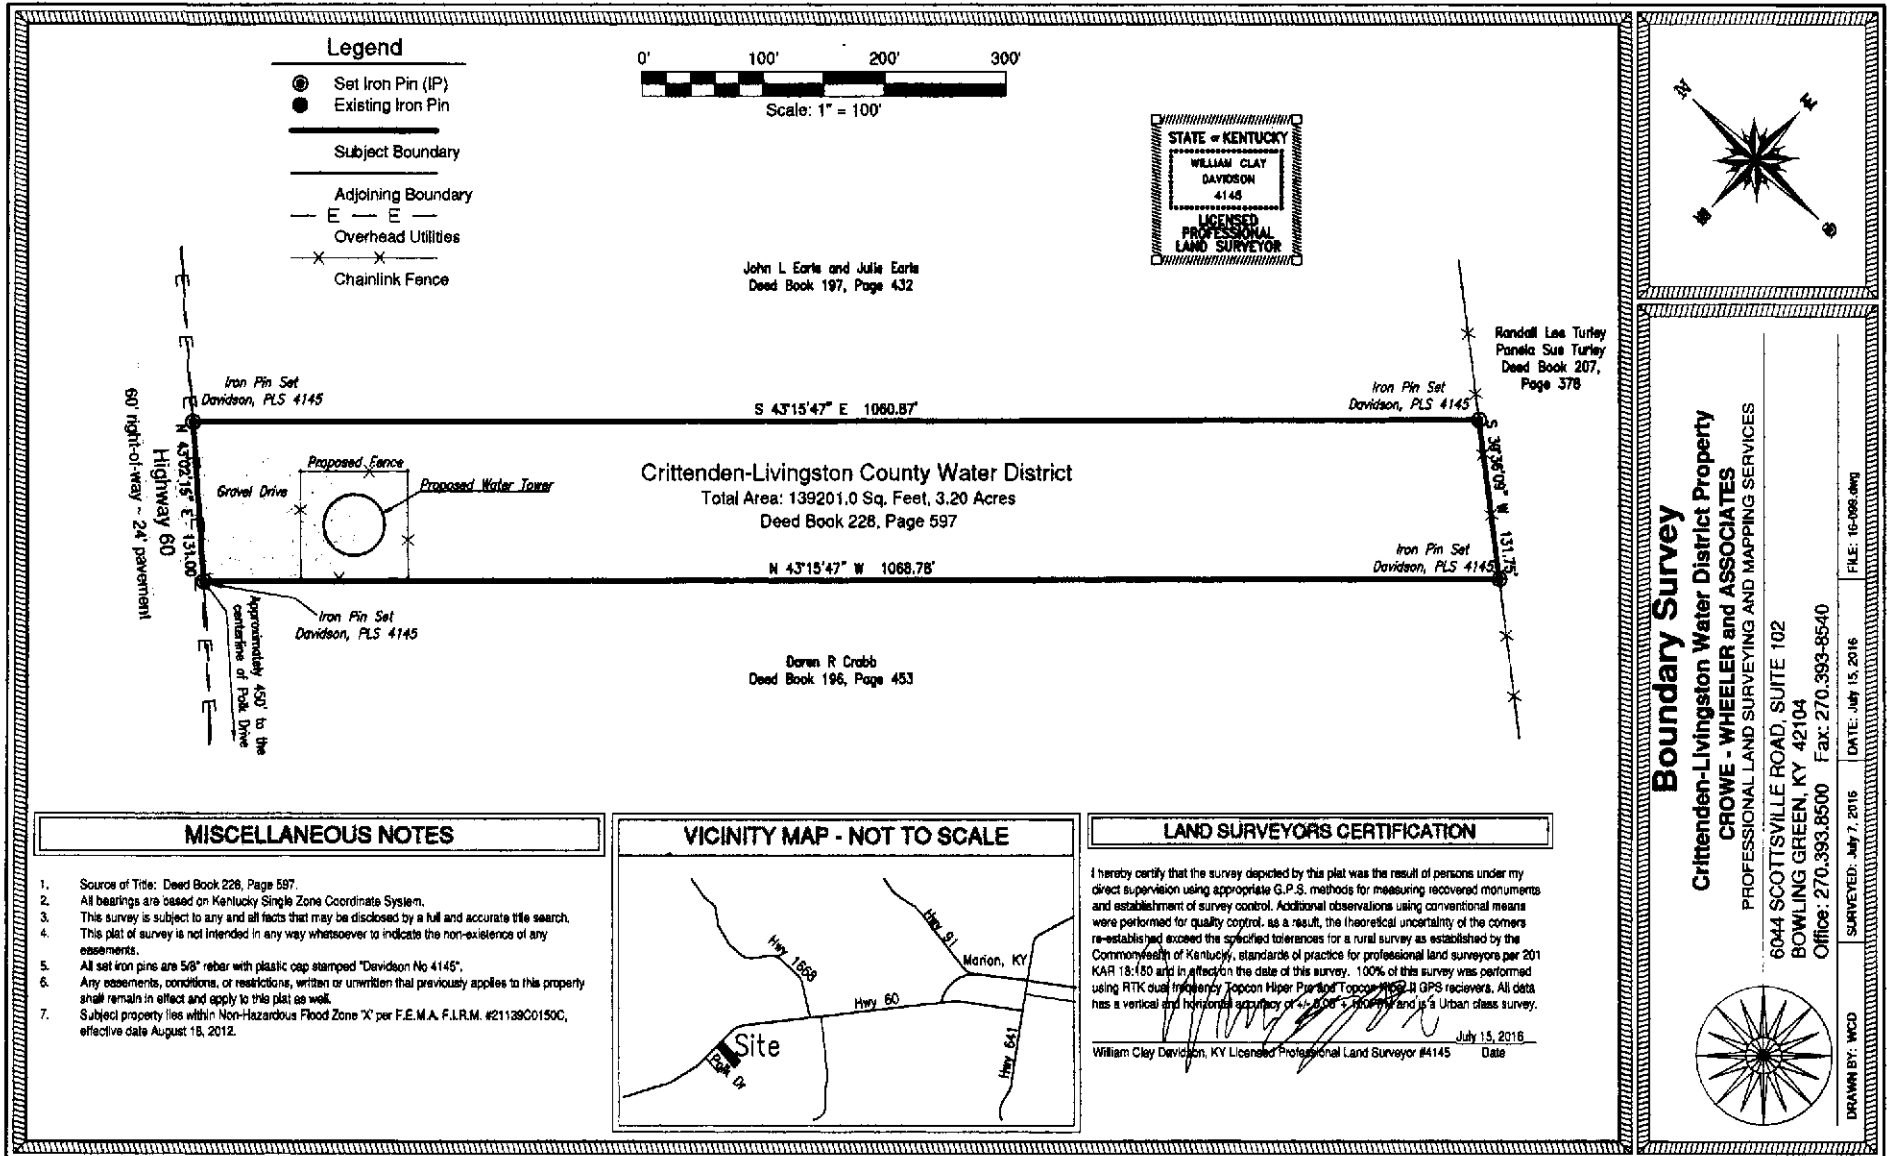 Legend
Set Iron Pin (IP)
Existing Iron Pin
Subject Boundary
Adjoining Boundary
E E
Overhead Utilities
Chainlink Fence
0' 100' 200' 300'
Scale: 1" = 100'
STATE of KENTUCKY
WILLIAM CLAY
DAVIDSON
4145
LICENSED
PROFESSIONAL
LAND SURVEYOR
N
E
S
John L Earls and Julie Earls
Deed Book 197, Page 432
Randall Lee Turley
Pamela Sue Turley
Deed Book 207,
Page 378
Iron Pin Set
Davidson, PLS 4145
Iron Pin Set
Davidson, PLS 4145
S 43°15'47" E 1060.87'
N 43°02'15" E 131.00'
S 39°36'09" W 131.75'
Highway 60
60' right-of-way ~ 24' pavement
Gravel Drive
Proposed Fence
Proposed Water Tower
Crittenden-Livingston County Water District
Total Area: 139201.0 Sq. Feet, 3.20 Acres
Deed Book 228, Page 597
N 43°15'47" W 1068.78'
Iron Pin Set
Davidson, PLS 4145
Iron Pin Set
Davidson, PLS 4145
Approximately 450' to the
centerline of Polk Drive
Daren R Crabb
Deed Book 196, Page 453
MISCELLANEOUS NOTES
1. Source of Title: Deed Book 228, Page 597.
2. All bearings are based on Kentucky Single Zone Coordinate System.
3. This survey is subject to any and all facts that may be disclosed by a full and accurate title search.
4. This plat of survey is not intended in any way whatsoever to indicate the non-existence of any
easements.
5. All set iron pins are 5/8" rebar with plastic cap stamped "Davidson No 4145".
6. Any easements, conditions, or restrictions, written or unwritten that previously applies to this property
shall remain in effect and apply to this plat as well.
7. Subject property lies within Non-Hazardous Flood Zone "X" per F.E.M.A. F.I.R.M. #21139C0150C,
effective date August 16, 2012.
VICINITY MAP - NOT TO SCALE
Hwy 1668
Hwy 91
Marion, KY
Hwy 60
Hwy 641
Site
Polk Dr
LAND SURVEYORS CERTIFICATION
I hereby certify that the survey depicted by this plat was the result of persons under my
direct supervision using appropriate G.P.S. methods for measuring recovered monuments
and establishment of survey control. Additional observations using conventional means
were performed for quality control. as a result, the theoretical uncertainty of the corners
re-established exceed the specified tolerances for a rural survey as established by the
Commonwealth of Kentucky, standards of practice for professional land surveyors per 201
KAR 18:150 and in effect on the date of this survey. 100% of this survey was performed
using RTK dual frequency Topcon Hiper Pro and Topcon II GPS recievers. All data
has a vertical and horizontal accuracy of +/- and is a Urban class survey.
July 15, 2016
William Clay Davidson, KY Licensed Professional Land Surveyor #4145 Date
Boundary Survey
Crittenden-Livingston Water District Property
CROWE - WHEELER and ASSOCIATES
PROFESSIONAL LAND SURVEYING AND MAPPING SERVICES
6044 SCOTTSVILLE ROAD, SUITE 102
BOWLING GREEN, KY 42104
Office: 270.393.8500 Fax: 270.393-8540
DRAWN BY: WCD SURVEYED: July 7, 2016 DATE: July 15, 2016 FILE: 16-099.dwg